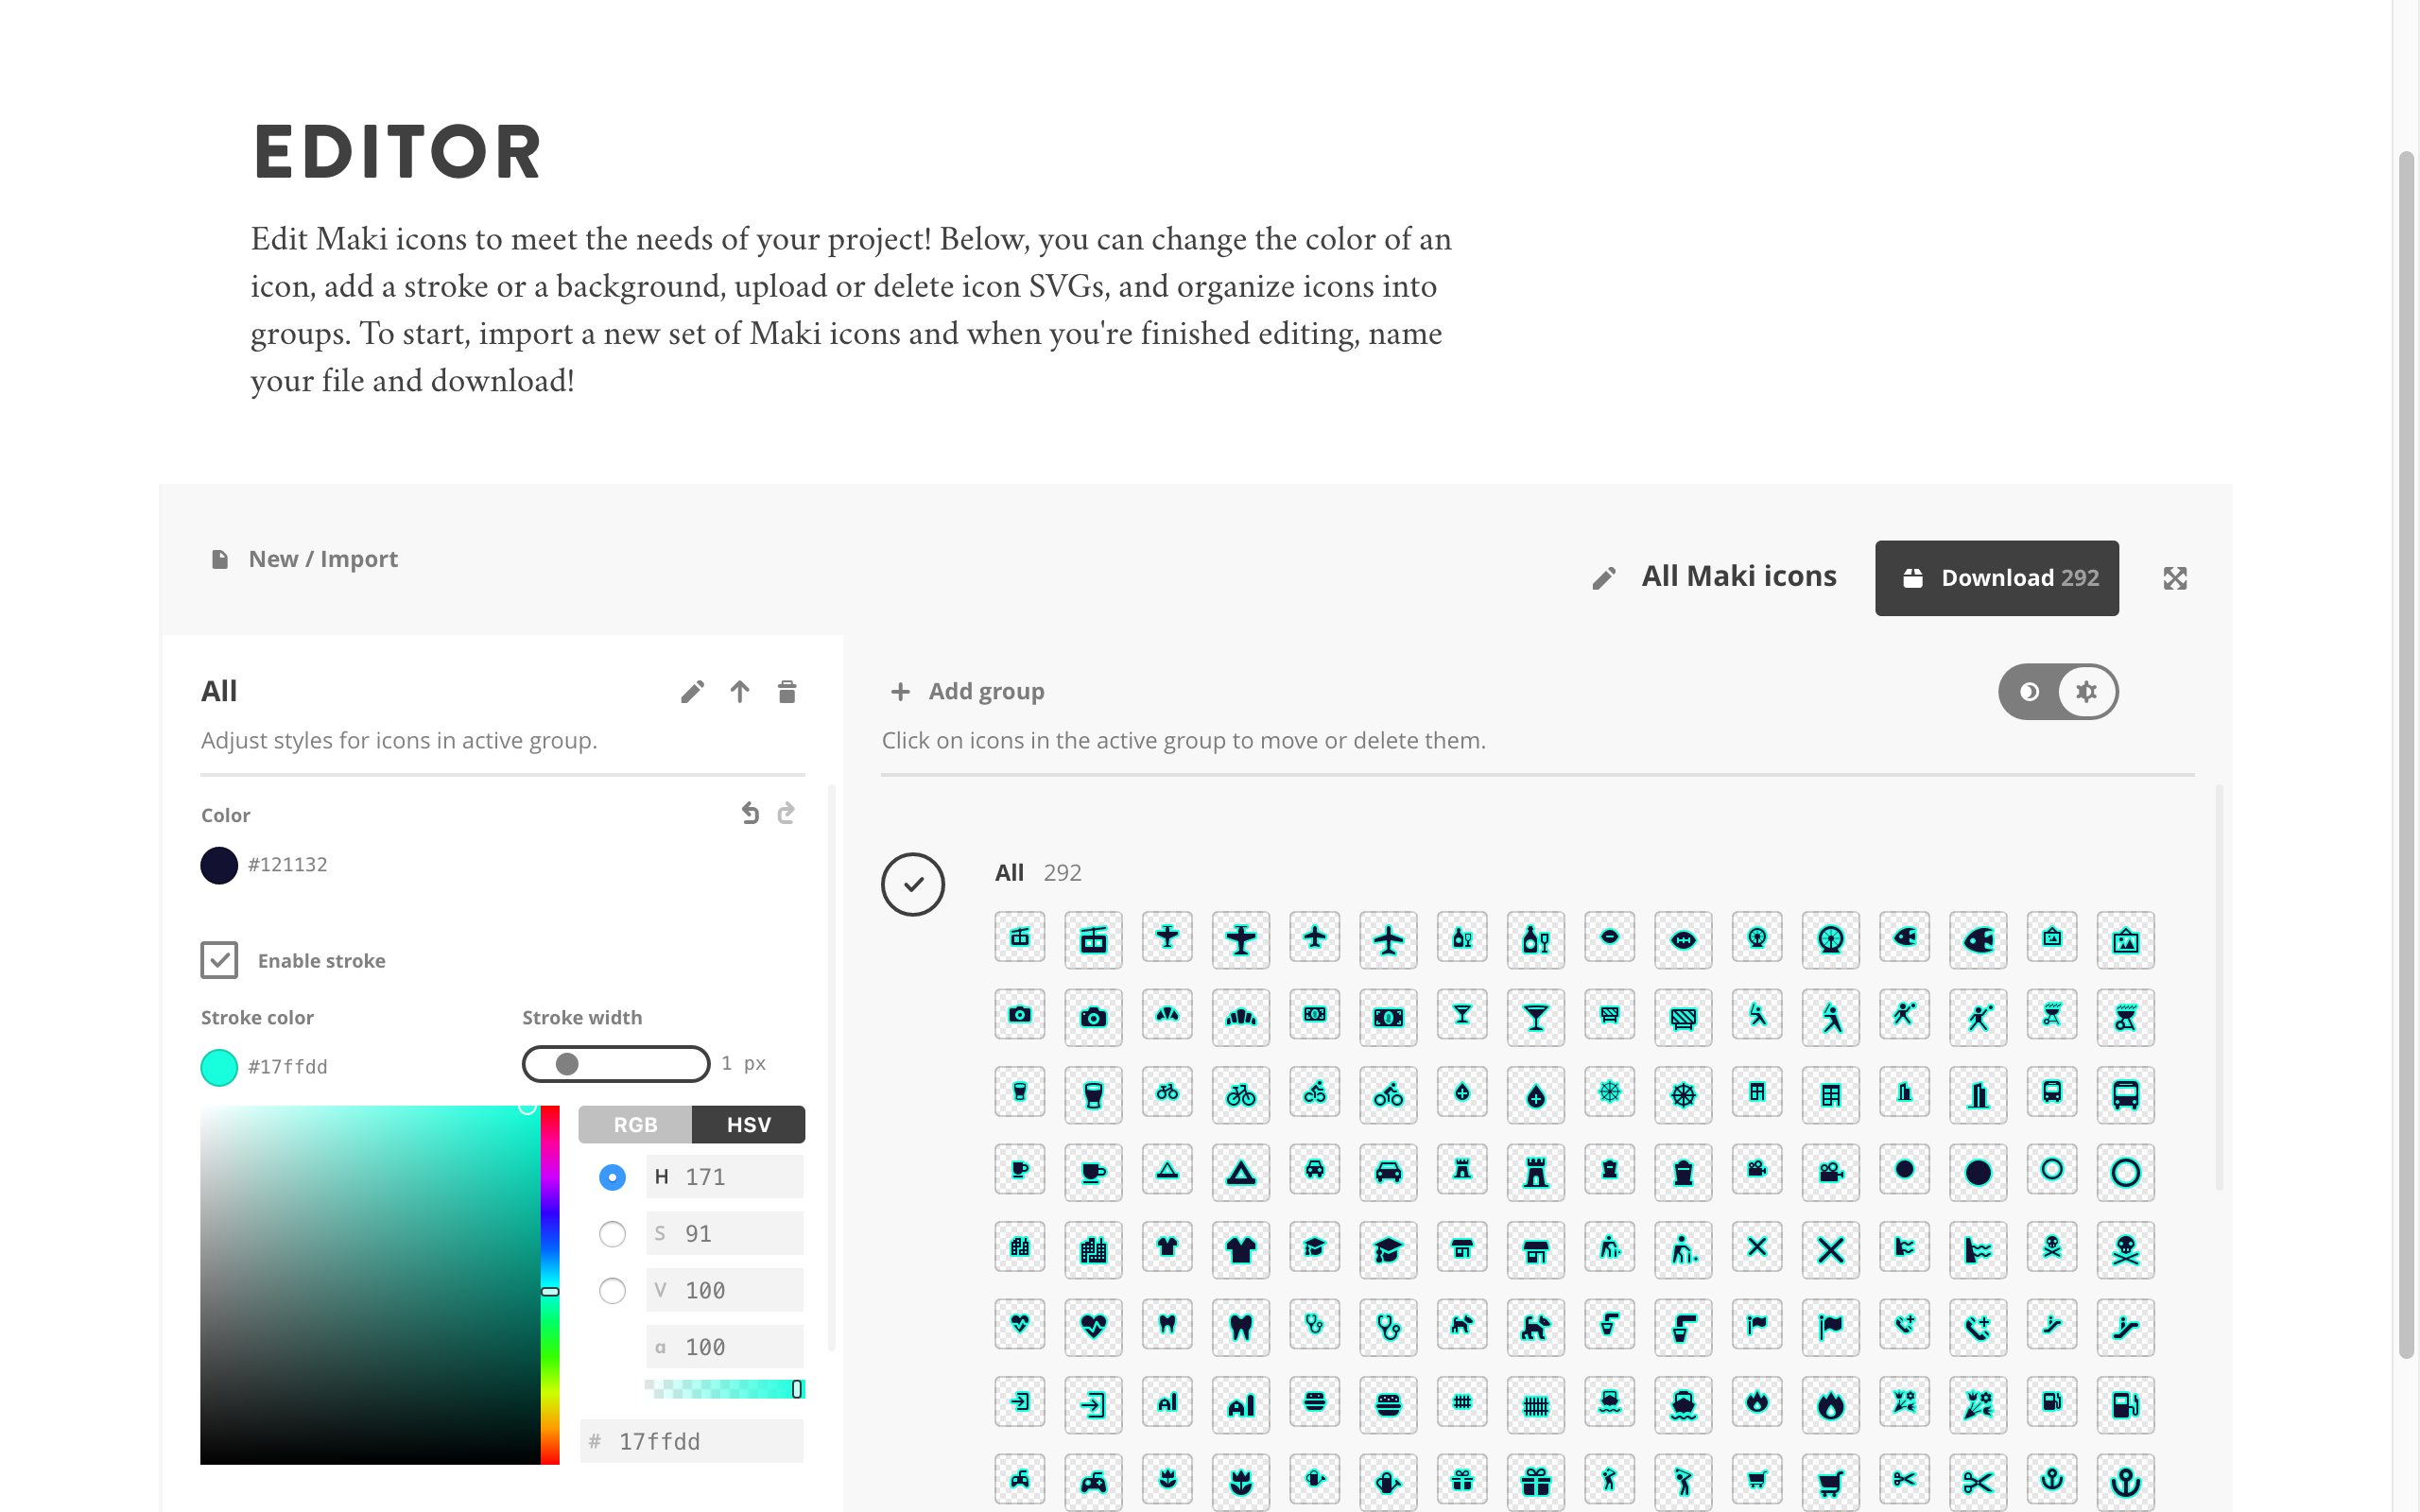 EDITOR
Edit Maki icons to meet the needs of your project! Below, you can change the color of an
icon, add a stroke or a background, upload or delete icon SVGs, and organize icons into
groups. To start, import a new set of Maki icons and when you're finished editing, name
your file and download!
New / Import
All Maki icons
Download 292
All
Adjust styles for icons in active group.
Add group
Click on icons in the active group to move or delete them.
Color
#121132
Enable stroke
Stroke color
#17ffdd
Stroke width
1 px
RGB
HSV
H 171
S 91
V 100
α 100
# 17ffdd
All 292